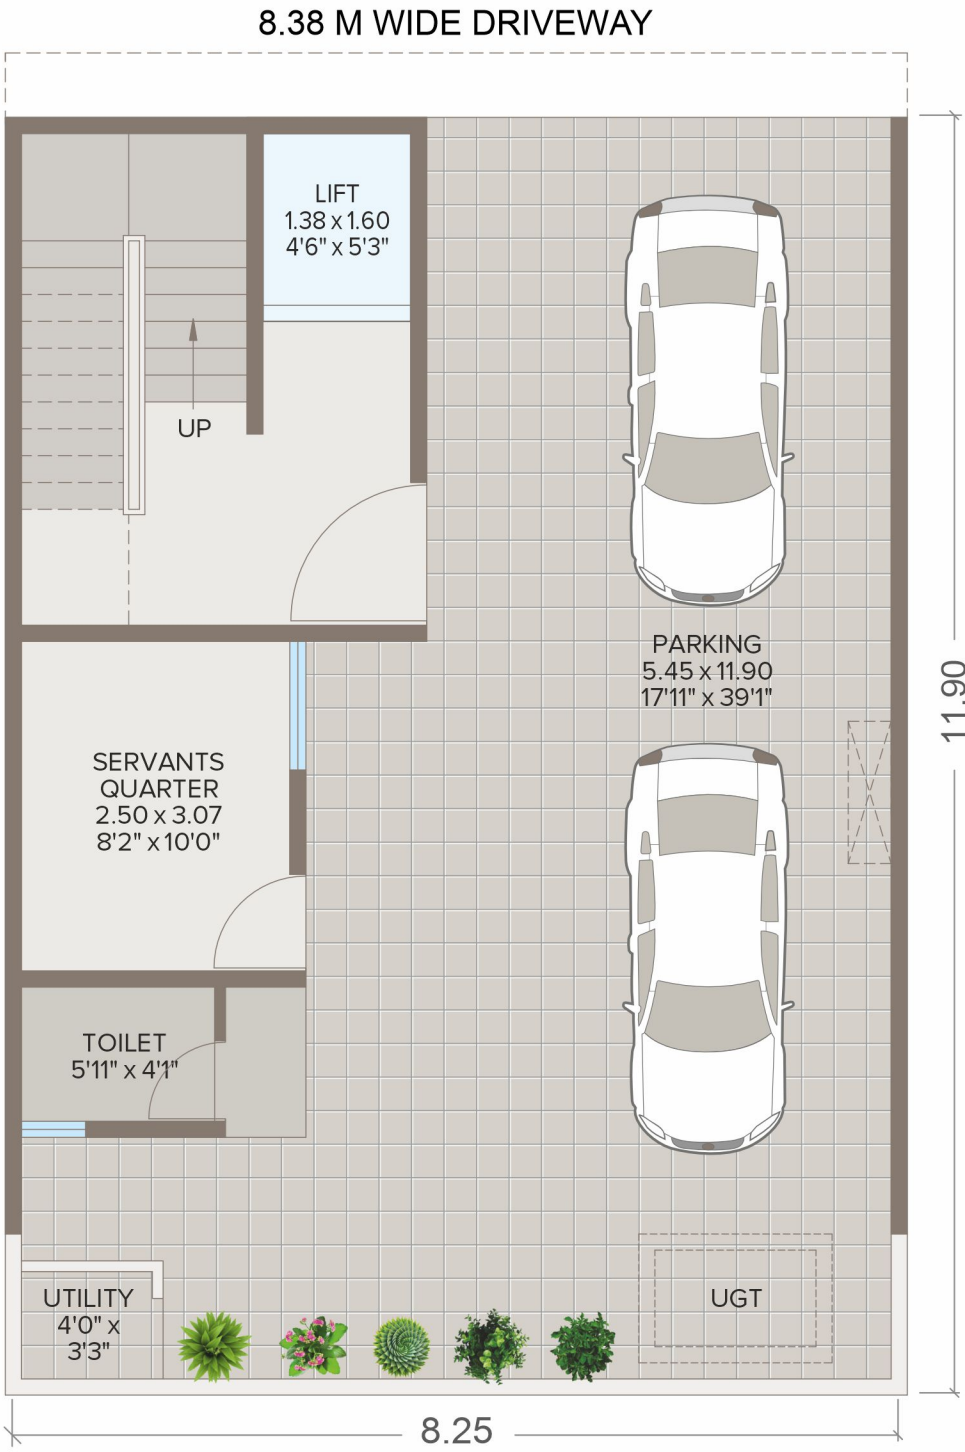 8.38 M WIDE DRIVEWAY
LIFT
1.38 x 1.60
4'6" x 5'3"
UP
PARKING
5.45 x 11.90
17'11" x 39'1"
11.90
SERVANTS
QUARTER
2.50 x 3.07
8'2" x 10'0"
TOILET
5'11" x 4'1"
UTILITY
4'0" x
3'3"
UGT
8.25